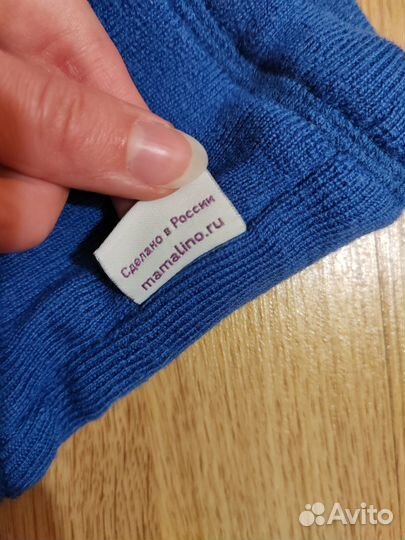 Сделано в России
mamalino.ru
Avito